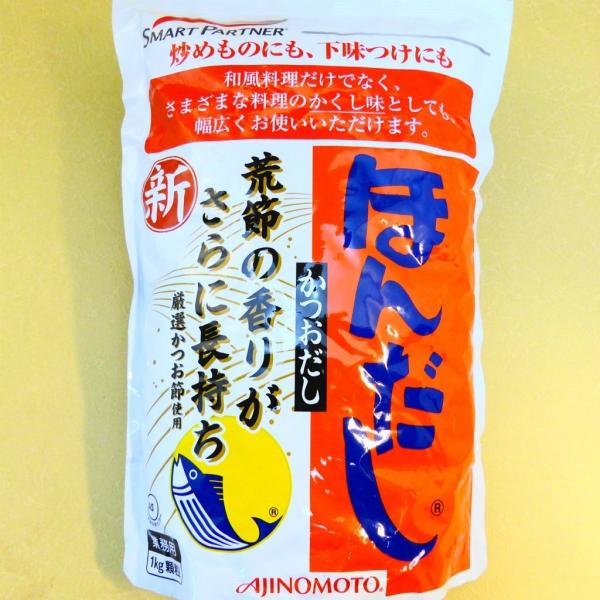 SMART PARTNER®
炒めものにも、下味つけにも
和風料理だけでなく、
さまざまな料理のかくし味としても、
幅広くお使いいただけます。
ほんだし®
かつおだし
新
荒節の香りが
さらに長持ち
厳選かつお節使用
®
業務用
1kg 顆粒
AJINOMOTO®